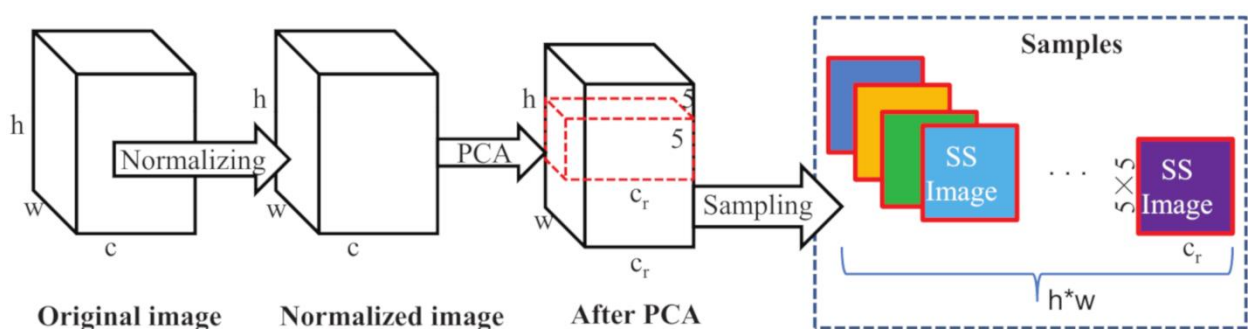 h
w
c
Original image
Normalizing
h
w
c
Normalized image
PCA
h
5
5
c_r
w
c_r
After PCA
Sampling
Samples
SS
Image
. . .
5×5
SS
Image
c_r
h*w